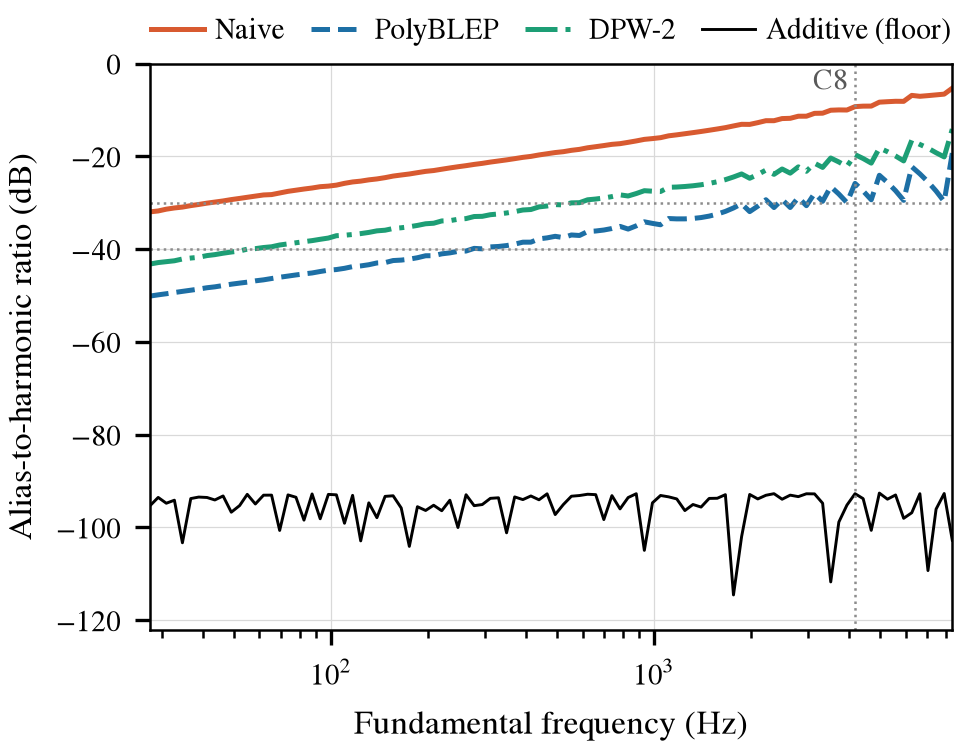 Naive PolyBLEP DPW-2 Additive (floor)
C8
0
−20
−40
−60
−80
−100
−120
Alias-to-harmonic ratio (dB)
10² 10³
Fundamental frequency (Hz)